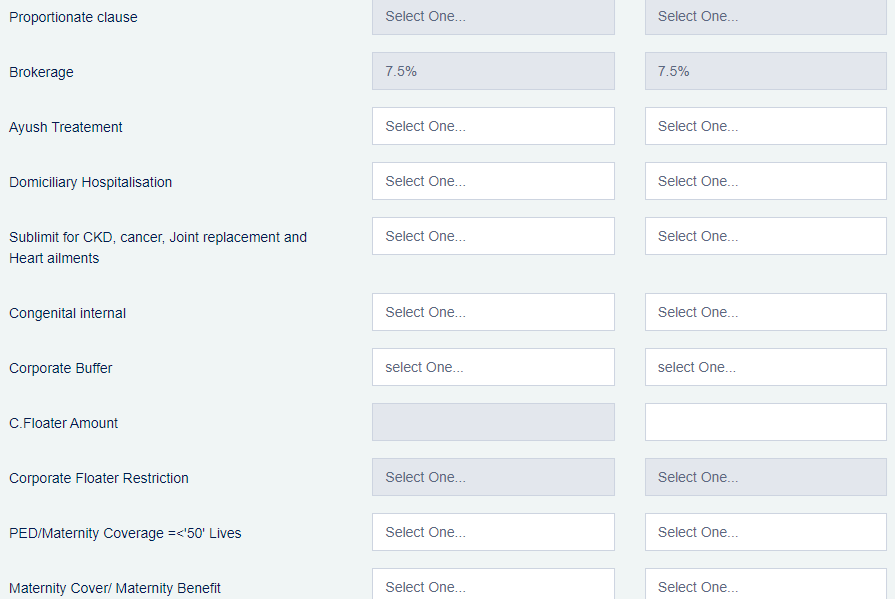 Proportionate clause Select One... Select One...
Brokerage 7.5% 7.5%
Ayush Treatement Select One... Select One...
Domiciliary Hospitalisation Select One... Select One...
Sublimit for CKD, cancer, Joint replacement and Select One... Select One...
Heart ailments
Congenital internal Select One... Select One...
Corporate Buffer select One... select One...
C.Floater Amount
Corporate Floater Restriction Select One... Select One...
PED/Maternity Coverage =<'50' Lives Select One... Select One...
Maternity Cover/ Maternity Benefit Select One... Select One...